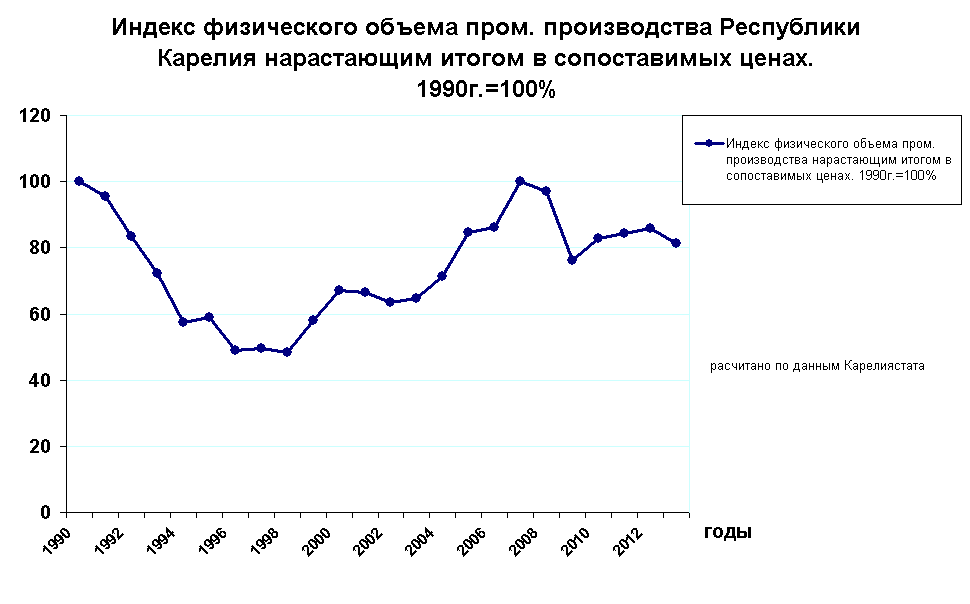 Индекс физического объема пром. производства Республики
Карелия нарастающим итогом в сопоставимых ценах.
1990г.=100%
120
100
80
60
40
20
0
1990
1992
1994
1996
1998
2000
2002
2004
2006
2008
2010
2012
годы
Индекс физического объема пром.
производства нарастающим итогом в
сопоставимых ценах. 1990г.=100%
расчитано по данным Карелиястата